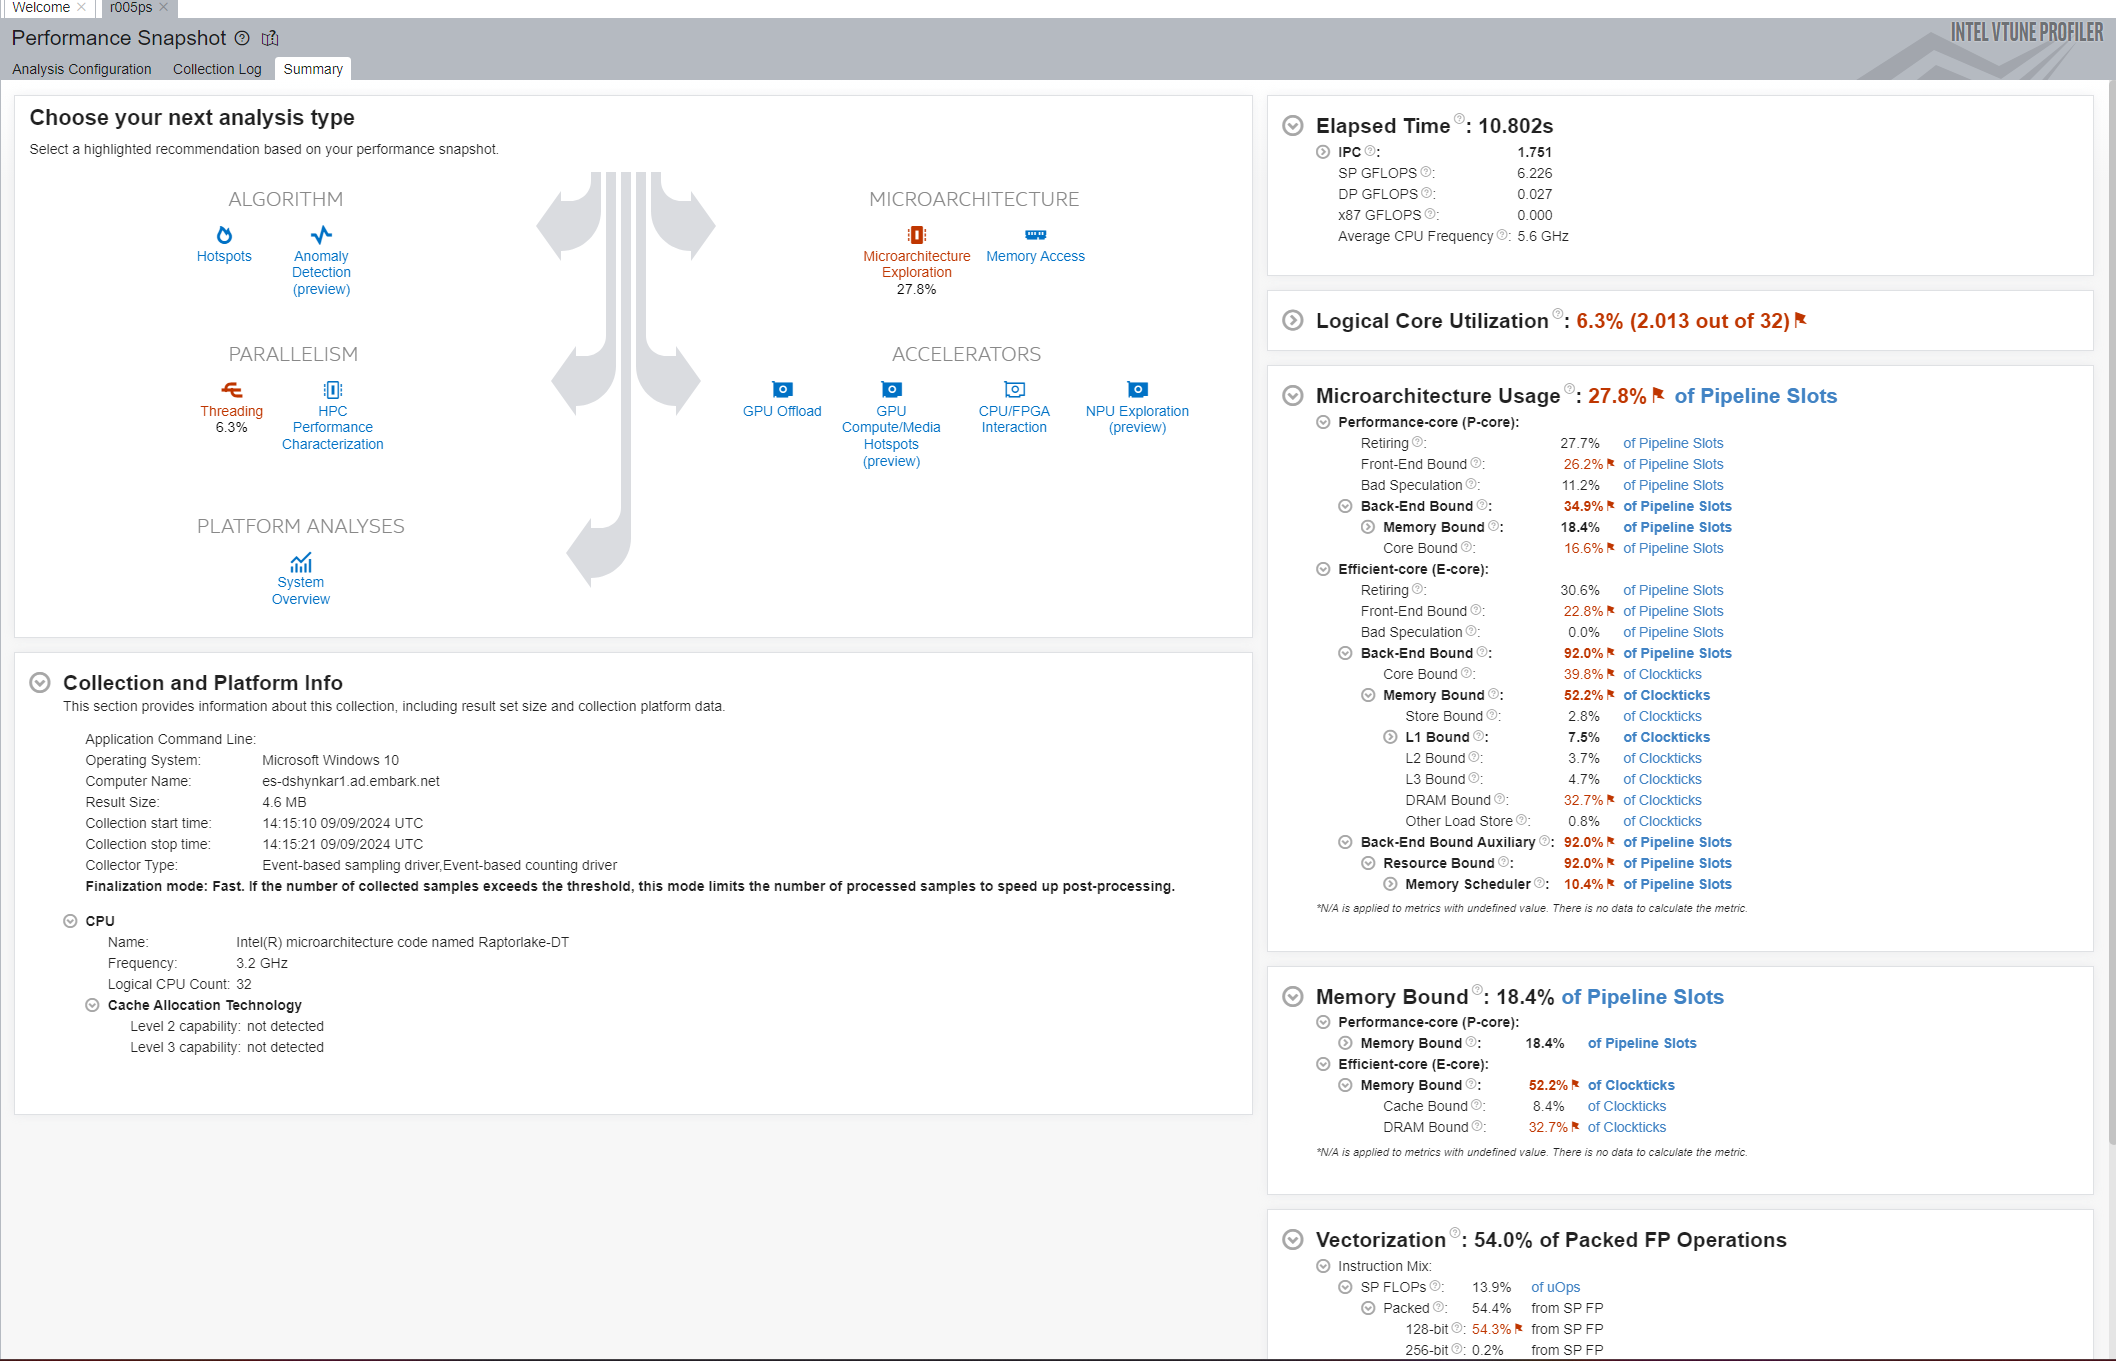 Welcome
r005ps
Performance Snapshot
INTEL VTUNE PROFILER
Analysis Configuration
Collection Log
Summary
Choose your next analysis type
Select a highlighted recommendation based on your performance snapshot.
ALGORITHM
Hotspots
Anomaly
Detection
(preview)
MICROARCHITECTURE
Microarchitecture
Exploration
27.8%
Memory Access
PARALLELISM
Threading
6.3%
HPC
Performance
Characterization
ACCELERATORS
GPU Offload
GPU
Compute/Media
Hotspots
(preview)
CPU/FPGA
Interaction
NPU Exploration
(preview)
PLATFORM ANALYSES
System
Overview
Collection and Platform Info
This section provides information about this collection, including result set size and collection platform data.
Application Command Line:
Operating System: Microsoft Windows 10
Computer Name: es-dshynkar1.ad.embark.net
Result Size: 4.6 MB
Collection start time: 14:15:10 09/09/2024 UTC
Collection stop time: 14:15:21 09/09/2024 UTC
Collector Type: Event-based sampling driver,Event-based counting driver
Finalization mode: Fast. If the number of collected samples exceeds the threshold, this mode limits the number of processed samples to speed up post-processing.
CPU
Name: Intel(R) microarchitecture code named Raptorlake-DT
Frequency: 3.2 GHz
Logical CPU Count: 32
Cache Allocation Technology
Level 2 capability: not detected
Level 3 capability: not detected
Elapsed Time: 10.802s
IPC: 1.751
SP GFLOPS: 6.226
DP GFLOPS: 0.027
x87 GFLOPS: 0.000
Average CPU Frequency: 5.6 GHz
Logical Core Utilization: 6.3% (2.013 out of 32)
Microarchitecture Usage: 27.8% of Pipeline Slots
Performance-core (P-core):
Retiring: 27.7% of Pipeline Slots
Front-End Bound: 26.2% of Pipeline Slots
Bad Speculation: 11.2% of Pipeline Slots
Back-End Bound: 34.9% of Pipeline Slots
Memory Bound: 18.4% of Pipeline Slots
Core Bound: 16.6% of Pipeline Slots
Efficient-core (E-core):
Retiring: 30.6% of Pipeline Slots
Front-End Bound: 22.8% of Pipeline Slots
Bad Speculation: 0.0% of Pipeline Slots
Back-End Bound: 92.0% of Pipeline Slots
Core Bound: 39.8% of Clockticks
Memory Bound: 52.2% of Clockticks
Store Bound: 2.8% of Clockticks
L1 Bound: 7.5% of Clockticks
L2 Bound: 3.7% of Clockticks
L3 Bound: 4.7% of Clockticks
DRAM Bound: 32.7% of Clockticks
Other Load Store: 0.8% of Clockticks
Back-End Bound Auxiliary: 92.0% of Pipeline Slots
Resource Bound: 92.0% of Pipeline Slots
Memory Scheduler: 10.4% of Pipeline Slots
*N/A is applied to metrics with undefined value. There is no data to calculate the metric.
Memory Bound: 18.4% of Pipeline Slots
Performance-core (P-core):
Memory Bound: 18.4% of Pipeline Slots
Efficient-core (E-core):
Memory Bound: 52.2% of Clockticks
Cache Bound: 8.4% of Clockticks
DRAM Bound: 32.7% of Clockticks
*N/A is applied to metrics with undefined value. There is no data to calculate the metric.
Vectorization: 54.0% of Packed FP Operations
Instruction Mix:
SP FLOPs: 13.9% of uOps
Packed: 54.4% from SP FP
128-bit: 54.3% from SP FP
256-bit: 0.2% from SP FP